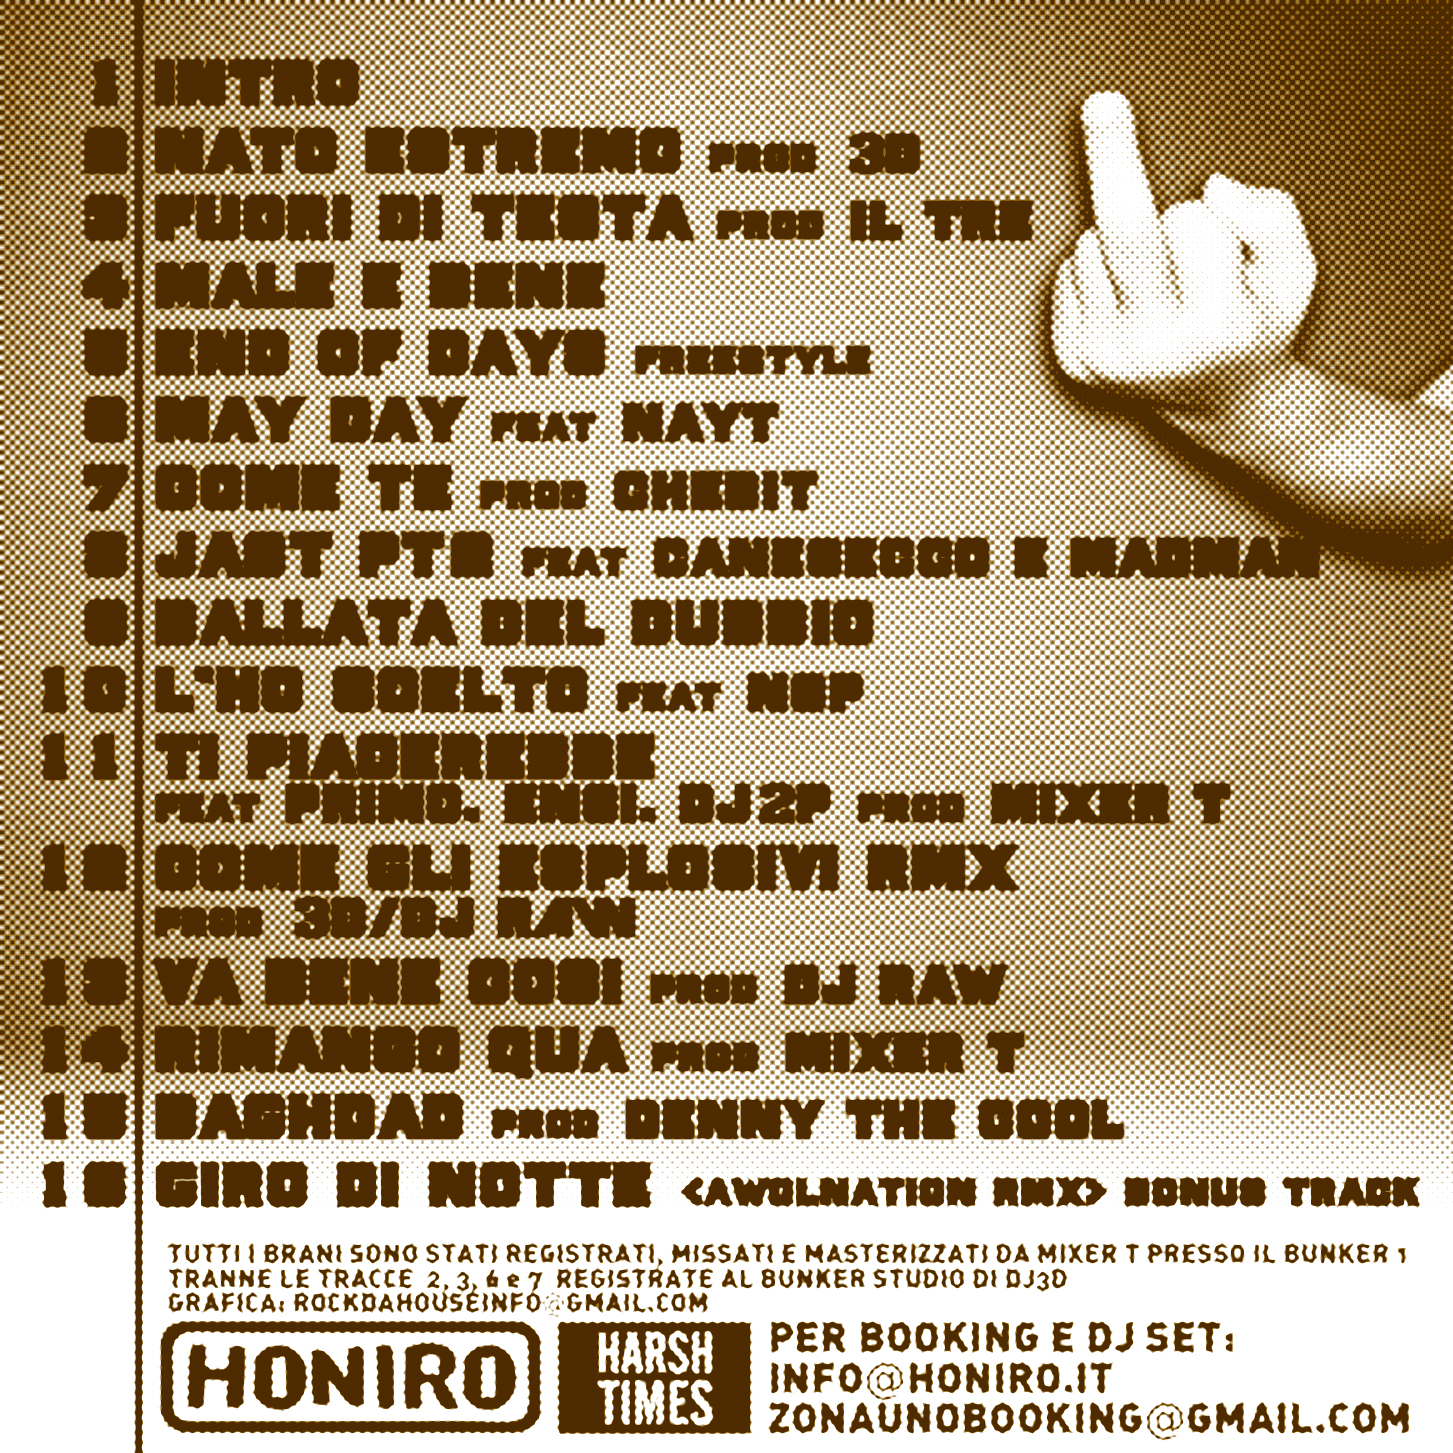 1 INTRO
2 NATO ESTREMO PROD 3D
3 FUORI DI TESTA PROD IL TRE
4 MALE E BENE
5 END OF DAYS FREESTYLE
6 MAY DAY FEAT NAYT
7 COME TE PROD GHEBIT
8 JAST PT2 FEAT CANESECCO E MADMAN
9 BALLATA DEL DUBBIO
10 L'HO SCELTO FEAT NSP
11 TI PIACEREBBE
FEAT PRIMO, ENSI, DJ2P PROD MIXER T
12 COME GLI ESPLOSIVI RMX
PROD 3D/DJ RAW
13 VA BENE COSI PROD DJ RAW
14 RIMANGO QUA PROD MIXER T
15 BAGHDAD PROD DENNY THE COOL
16 GIRO DI NOTTE <AWOLNATION RMX> BONUS TRACK
TUTTI I BRANI SONO STATI REGISTRATI, MISSATI E MASTERIZZATI DA MIXER T PRESSO IL BUNKER 1
TRANNE LE TRACCE 2, 3, 6 e 7 REGISTRATE AL BUNKER STUDIO DI DJ3D
GRAFICA: ROCKDAHOUSEINFO@GMAIL.COM
HONIRO
HARSH
TIMES
PER BOOKING E DJ SET:
INFO@HONIRO.IT
ZONAUNOBOOKING@GMAIL.COM